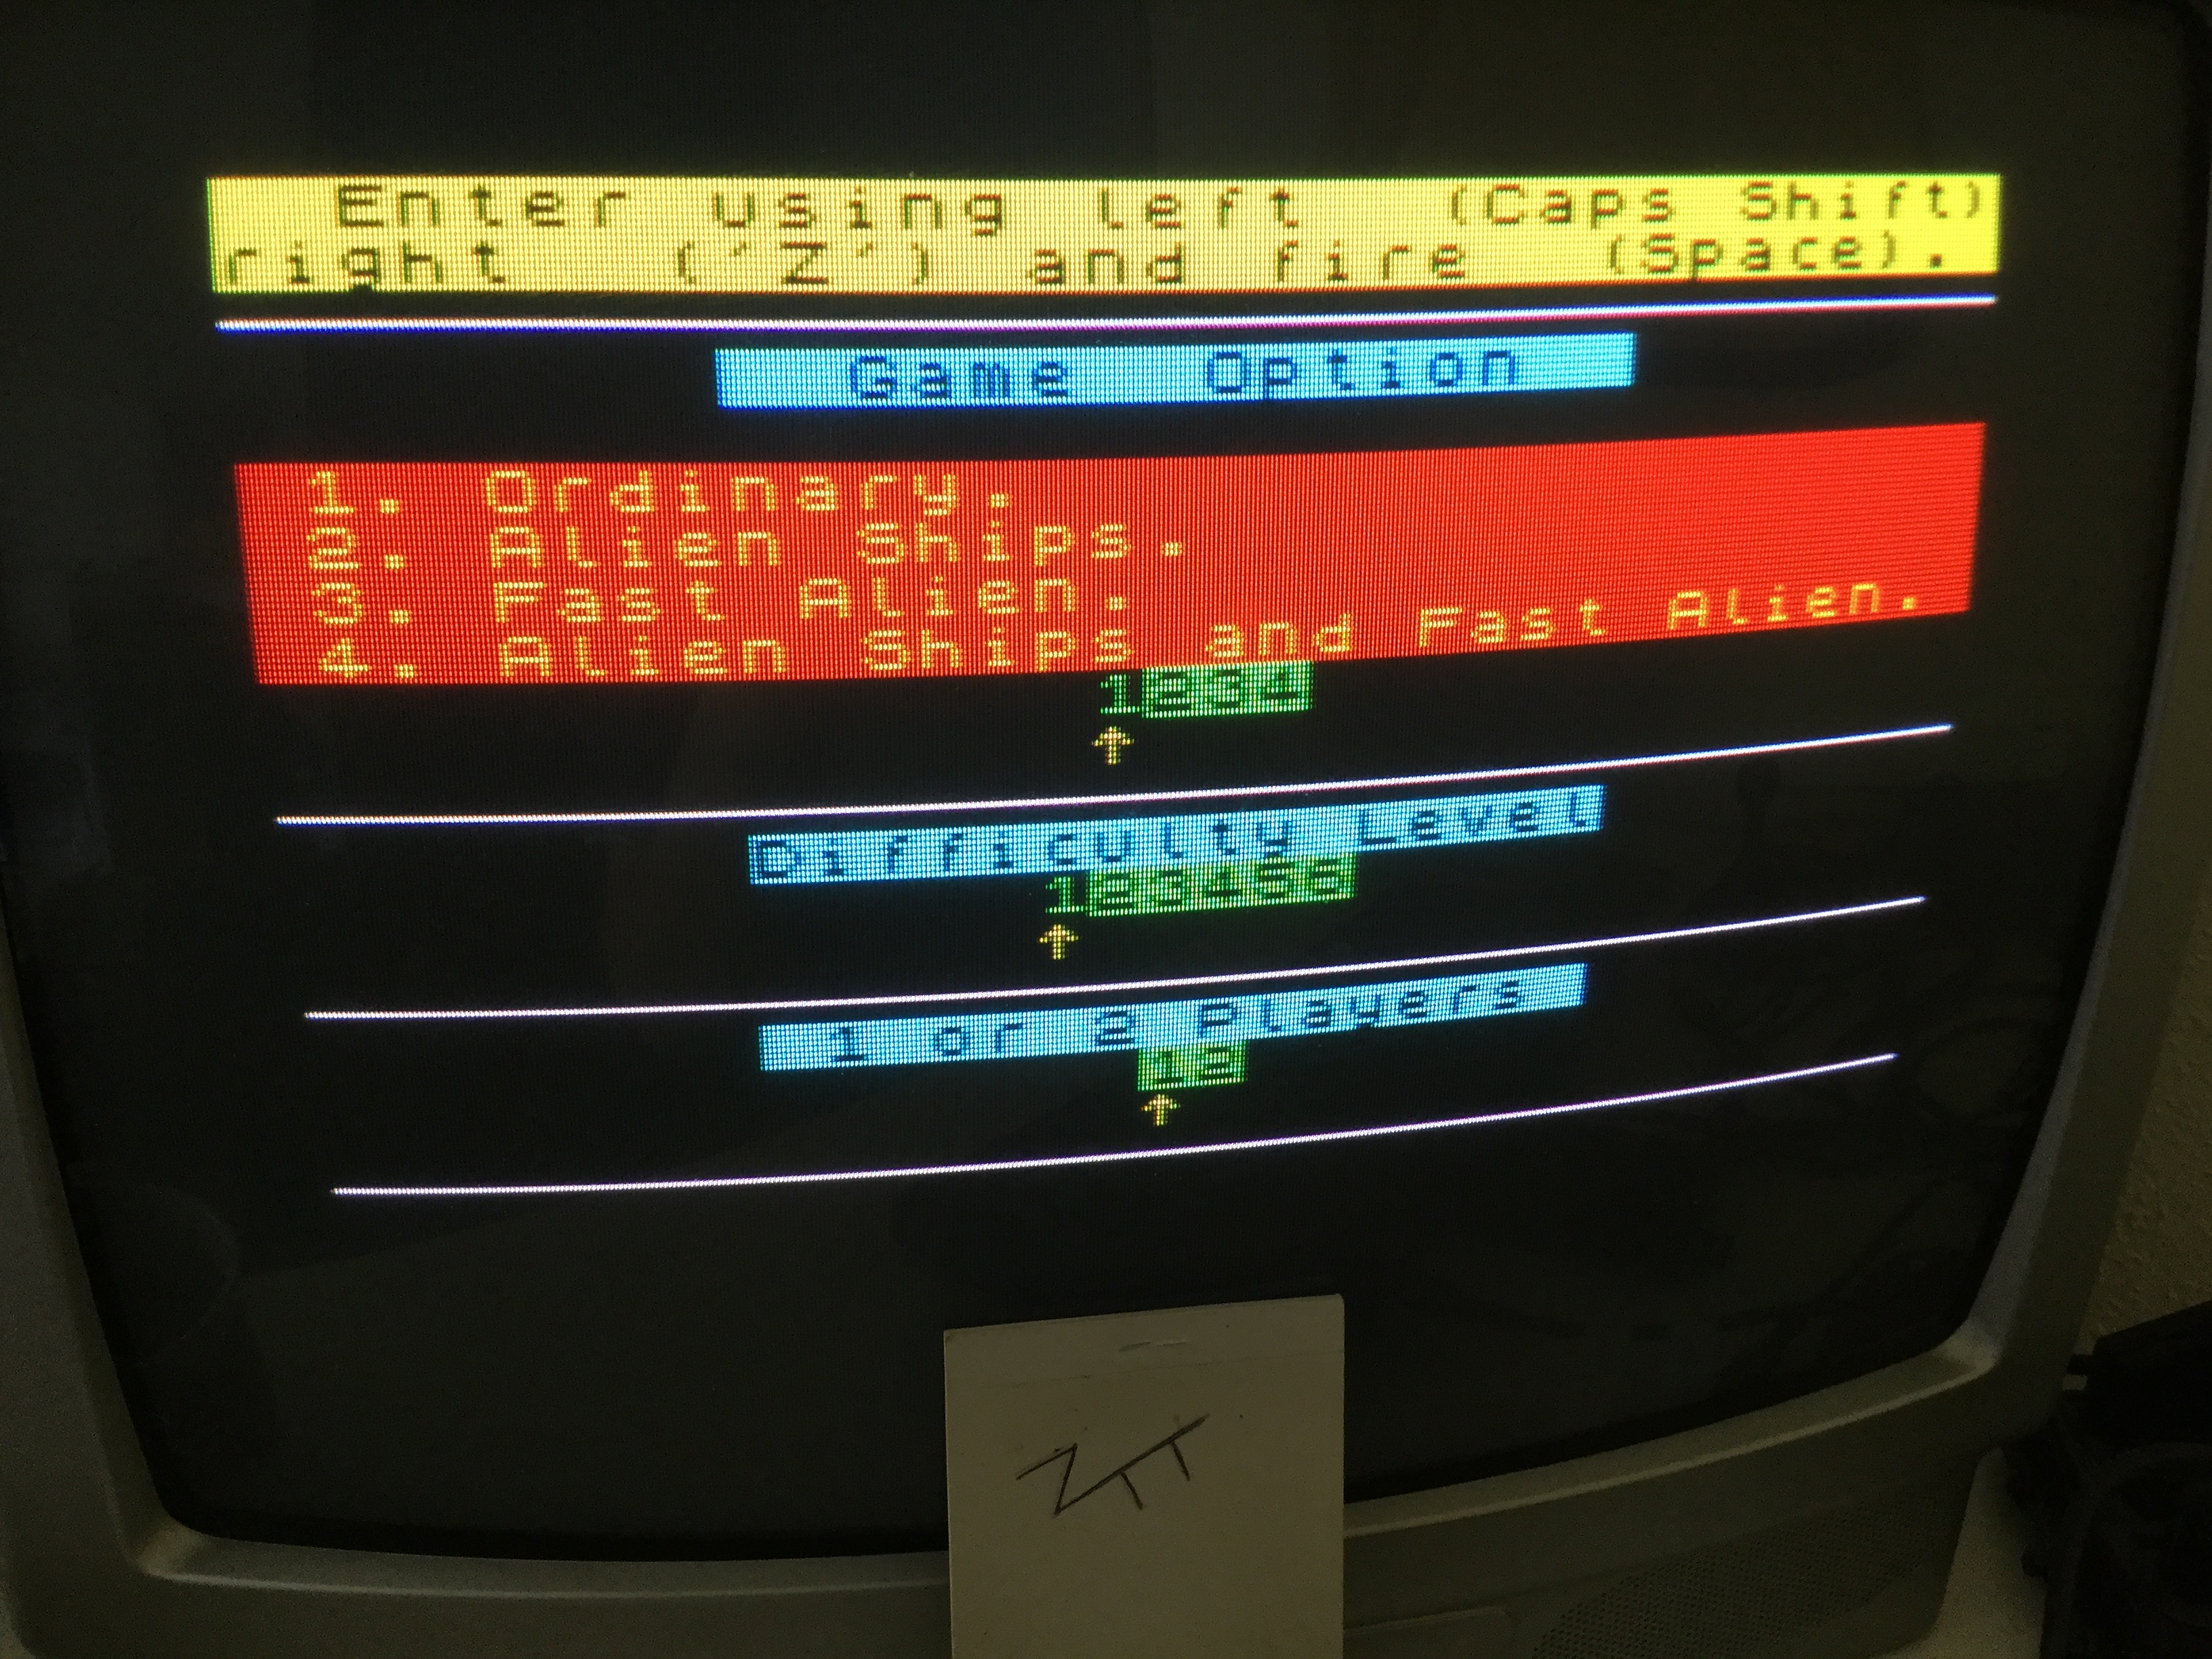 Enter using left (Caps Shift)
right ('Z') and fire (Space).
Game Option
1. Ordinary.
2. Alien Ships.
3. Fast Alien.
4. Alien Ships and Fast Alien.
1234
Difficulty Level
123456
1 or 2 Players
12